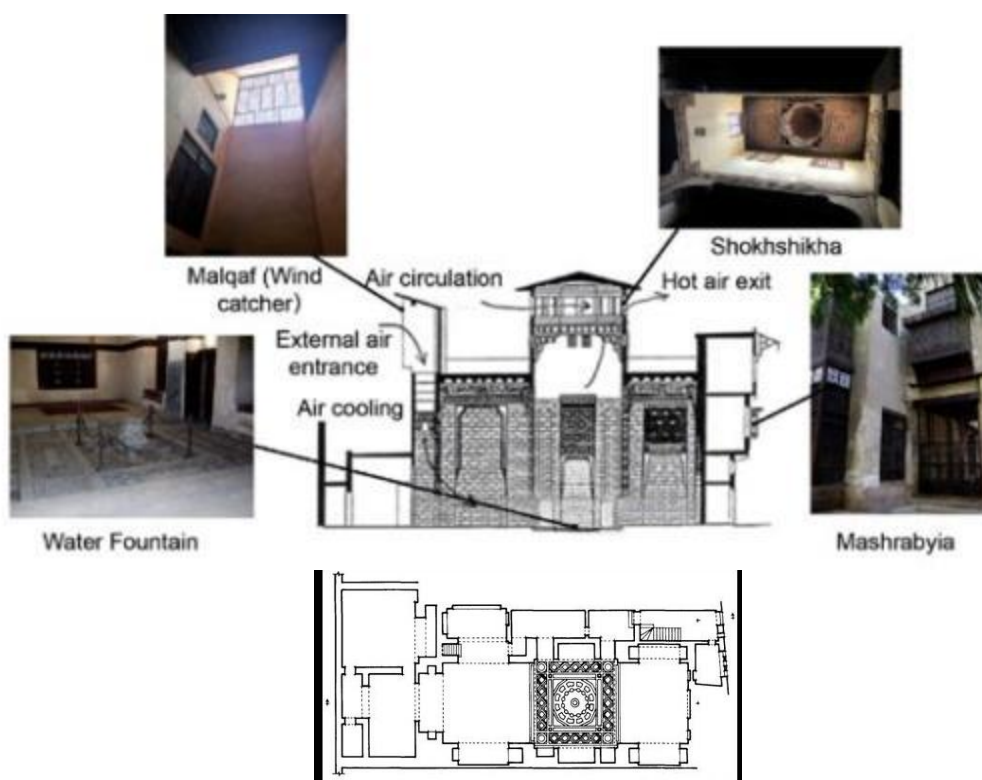 Shokhshikha
Malqaf (Wind
catcher)
Air circulation
Hot air exit
External air
entrance
Air cooling
Water Fountain
Mashrabyia